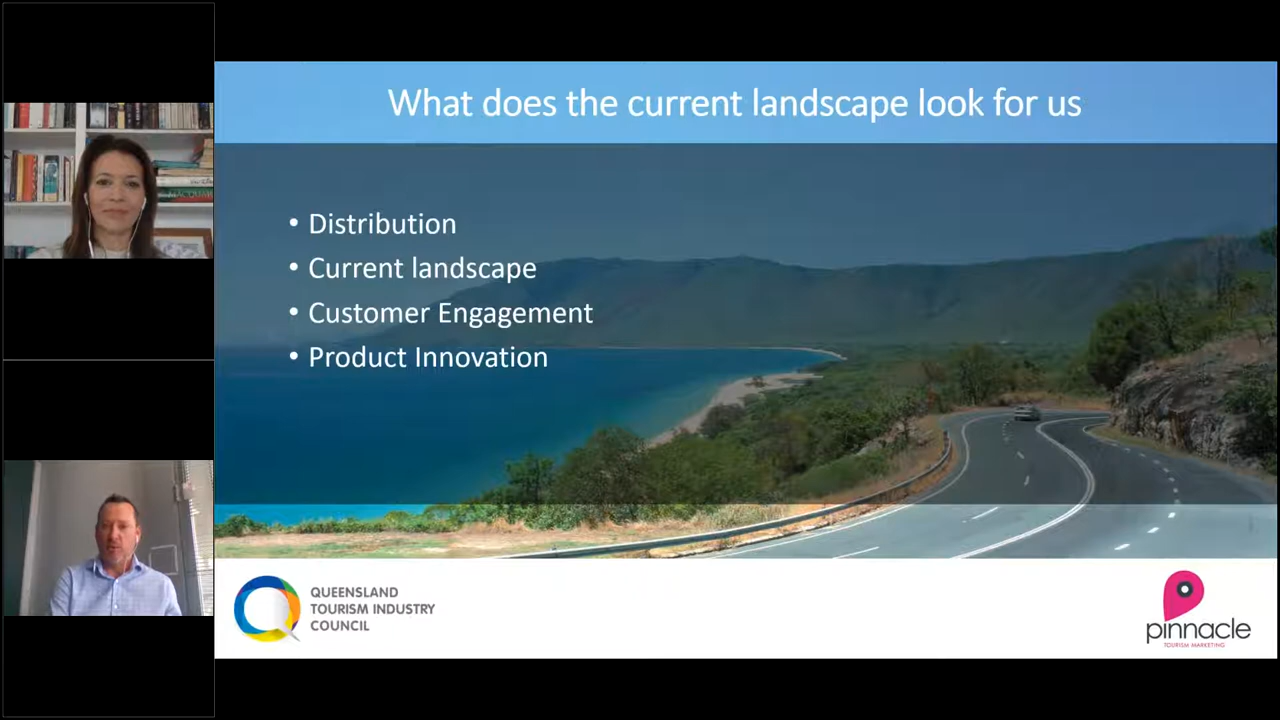 What does the current landscape look for us
• Distribution
• Current landscape
• Customer Engagement
• Product Innovation
QUEENSLAND
TOURISM INDUSTRY
COUNCIL
pinnacle
TOURISM MARKETING